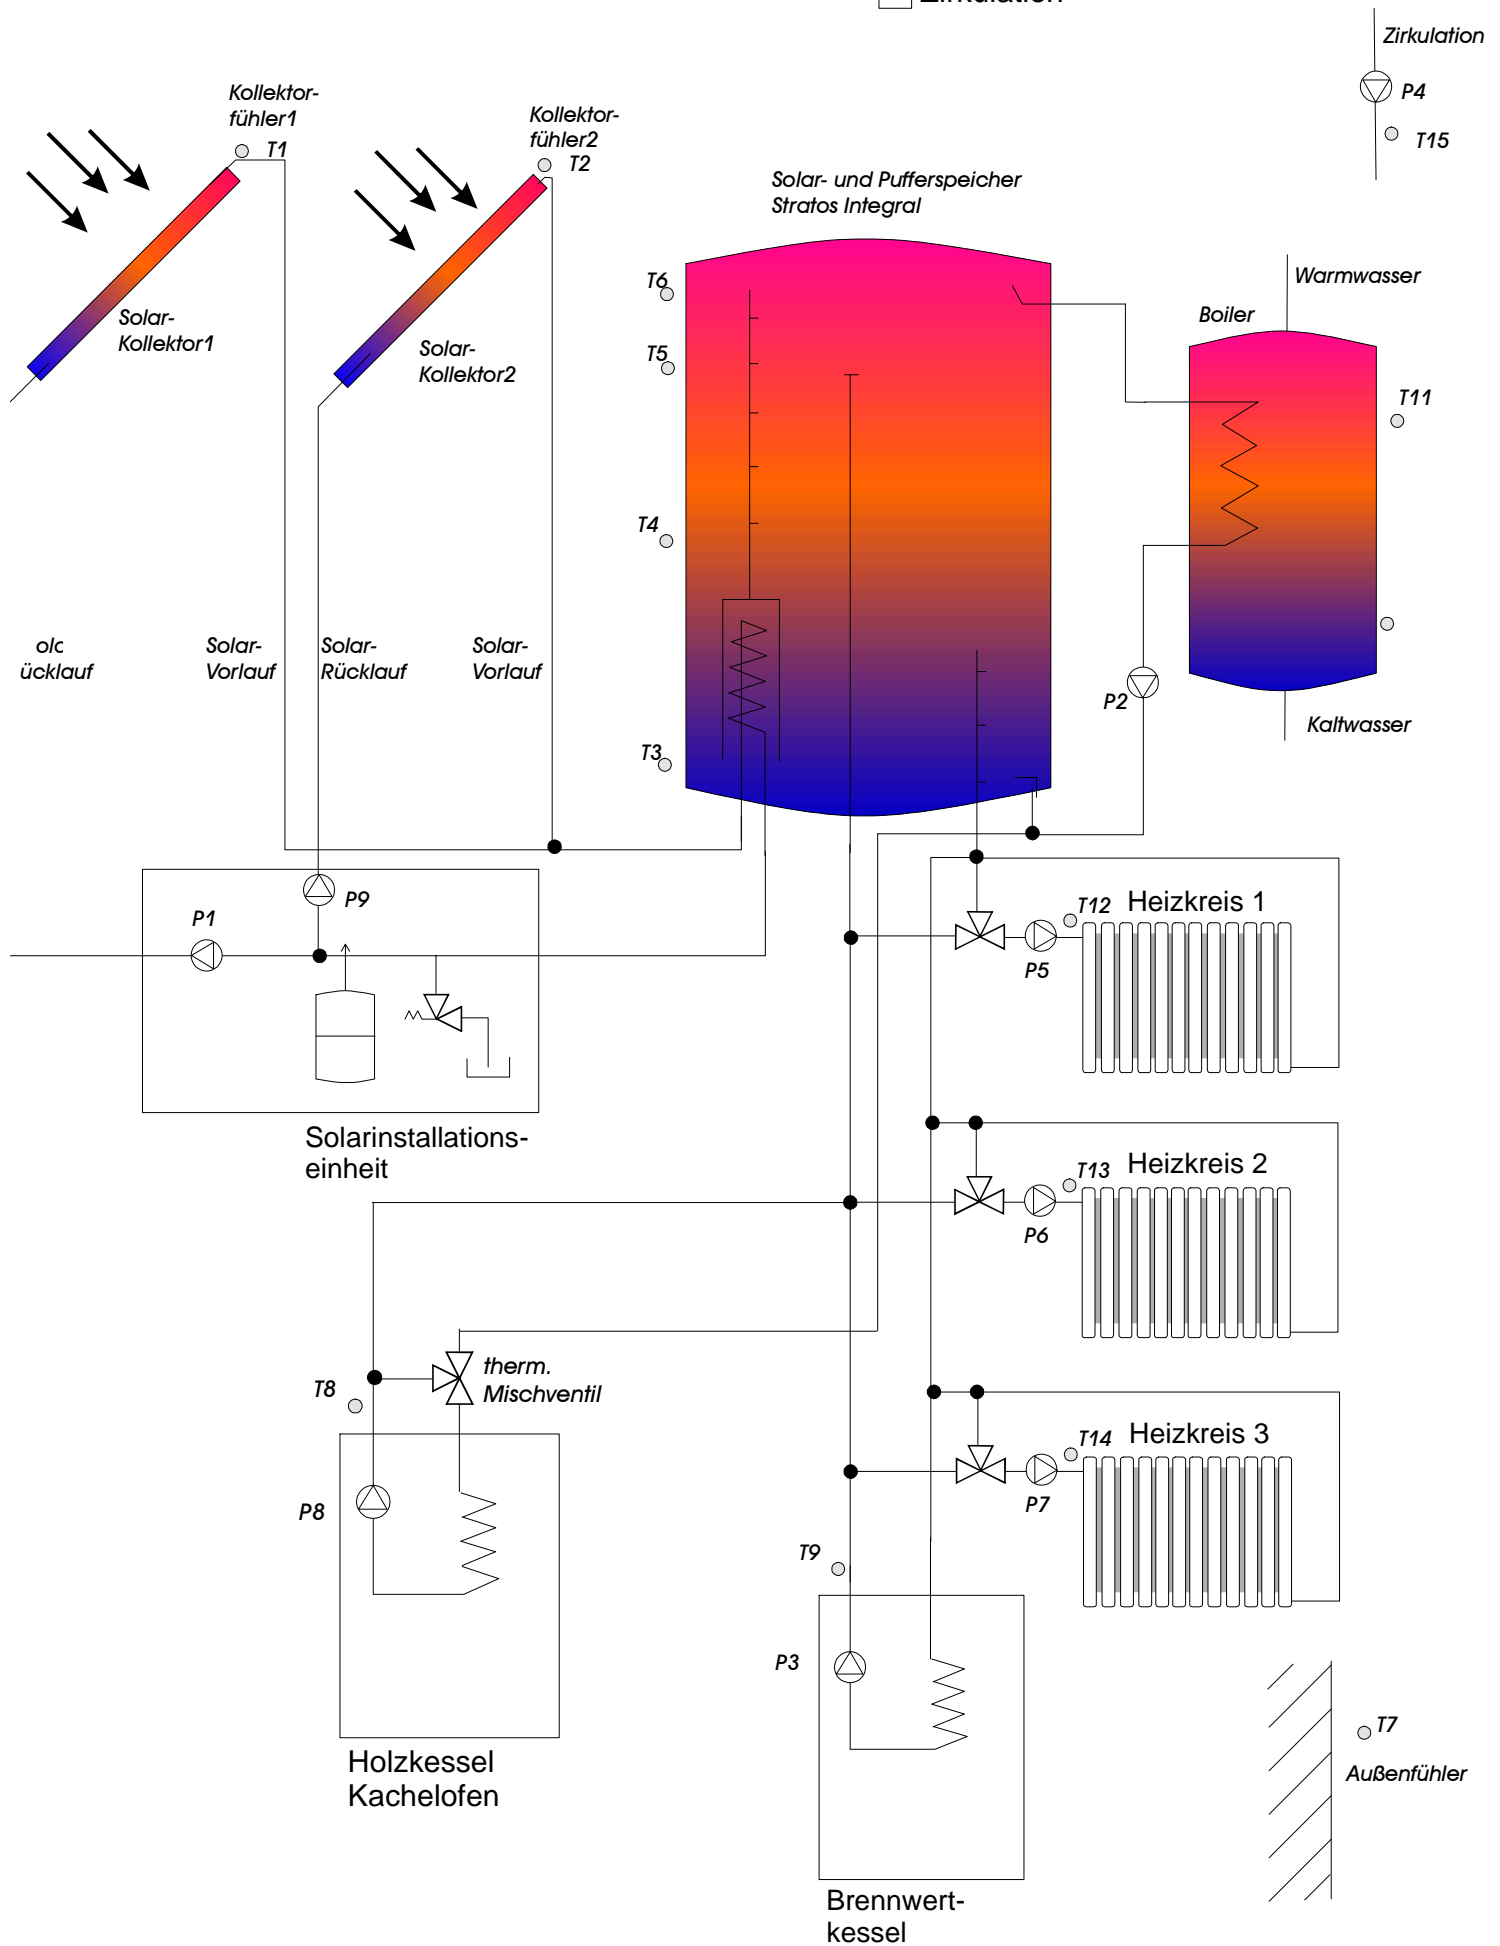 Zirkulation
Zirkulation
P4
T15
Kollektor-
fühler1
T1
Kollektor-
fühler2
T2
Solar- und Pufferspeicher
Stratos Integral
T6
T5
T4
T3
Solar-
Kollektor1
Solar-
Kollektor2
Boiler
Warmwasser
T11
Kaltwasser
P2
ücklauf
Solar-
Vorlauf
Solar-
Rücklauf
Solar-
Vorlauf
P1
P9
Solarinstallations-
einheit
T12
Heizkreis 1
P5
T13
Heizkreis 2
P6
T14
Heizkreis 3
P7
therm.
Mischventil
T8
P8
Holzkessel
Kachelofen
T9
P3
Brennwert-
kessel
T7
Außenfühler